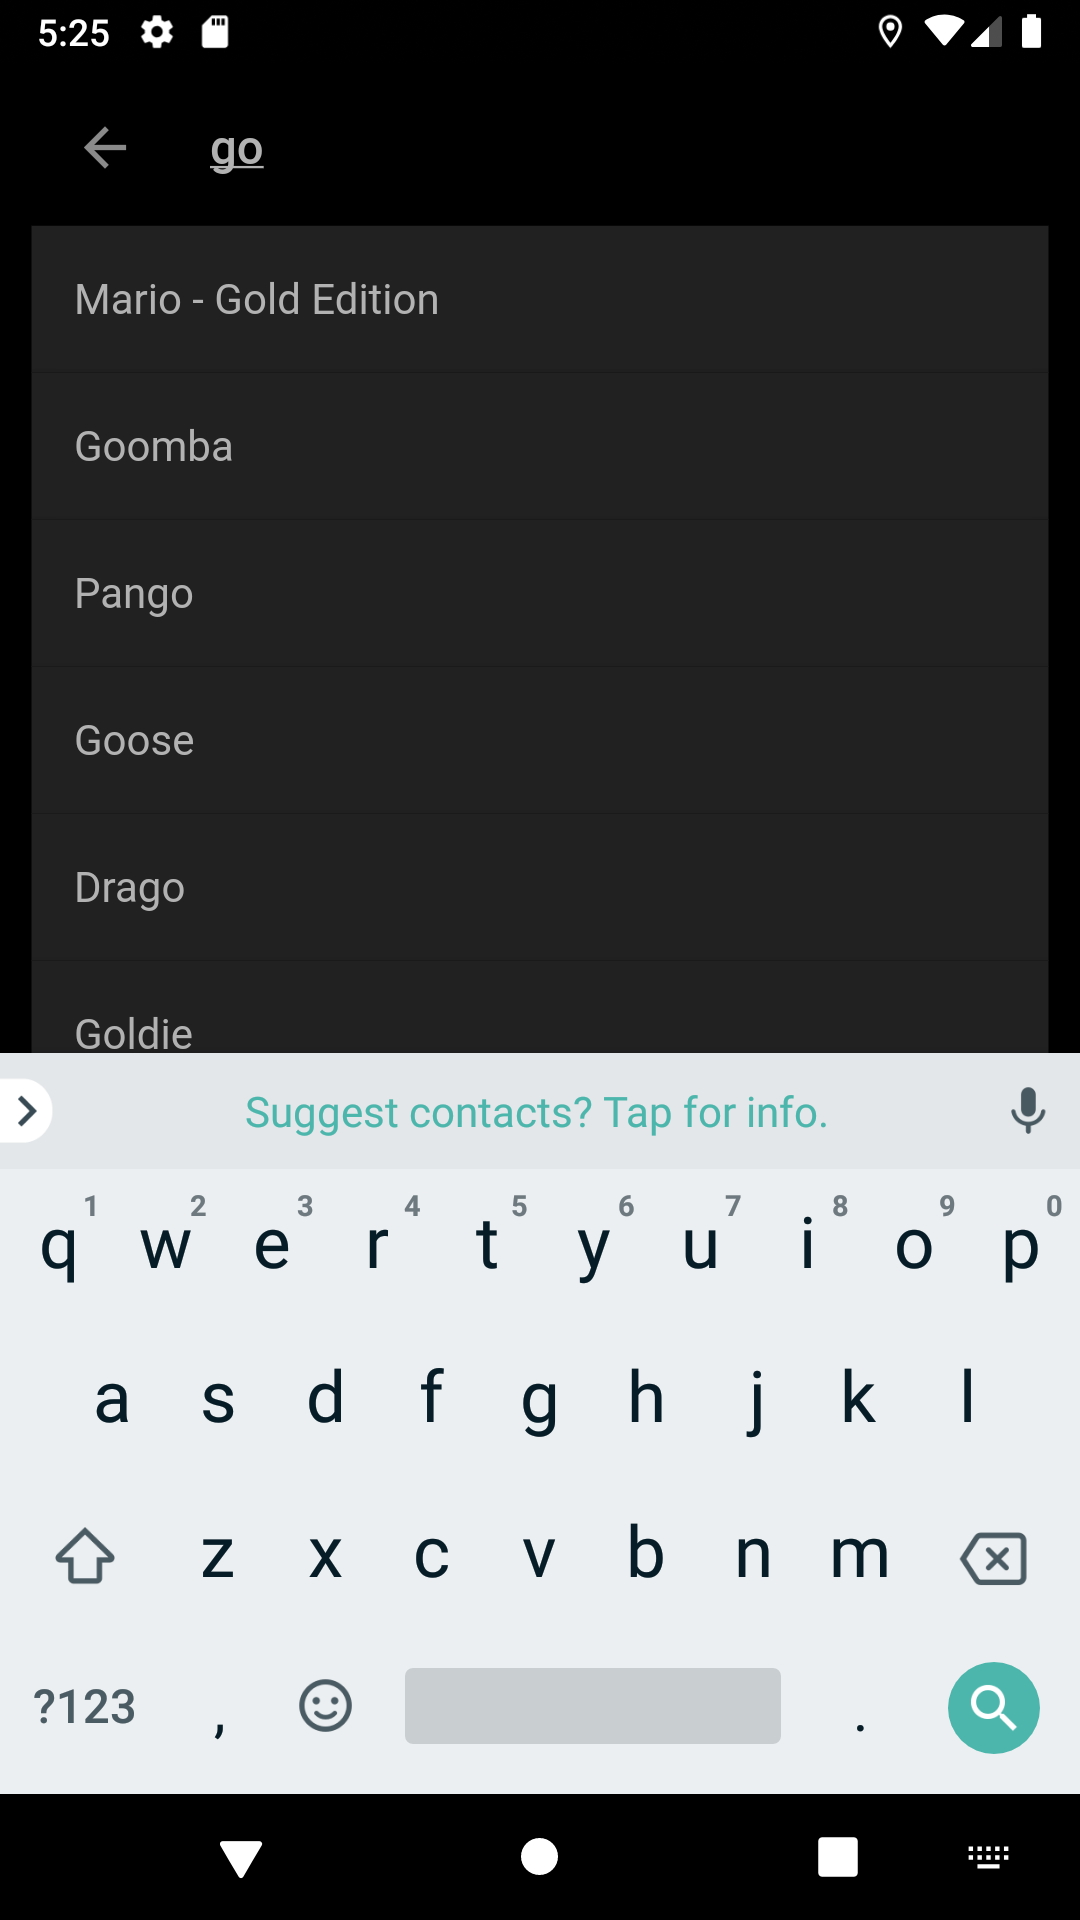 5:25
go
Mario - Gold Edition
Goomba
Pango
Goose
Drago
Goldie
Suggest contacts? Tap for info.
1 2 3 4 5 6 7 8 9 0
q w e r t y u i o p
a s d f g h j k l
z x c v b n m
?123 , .